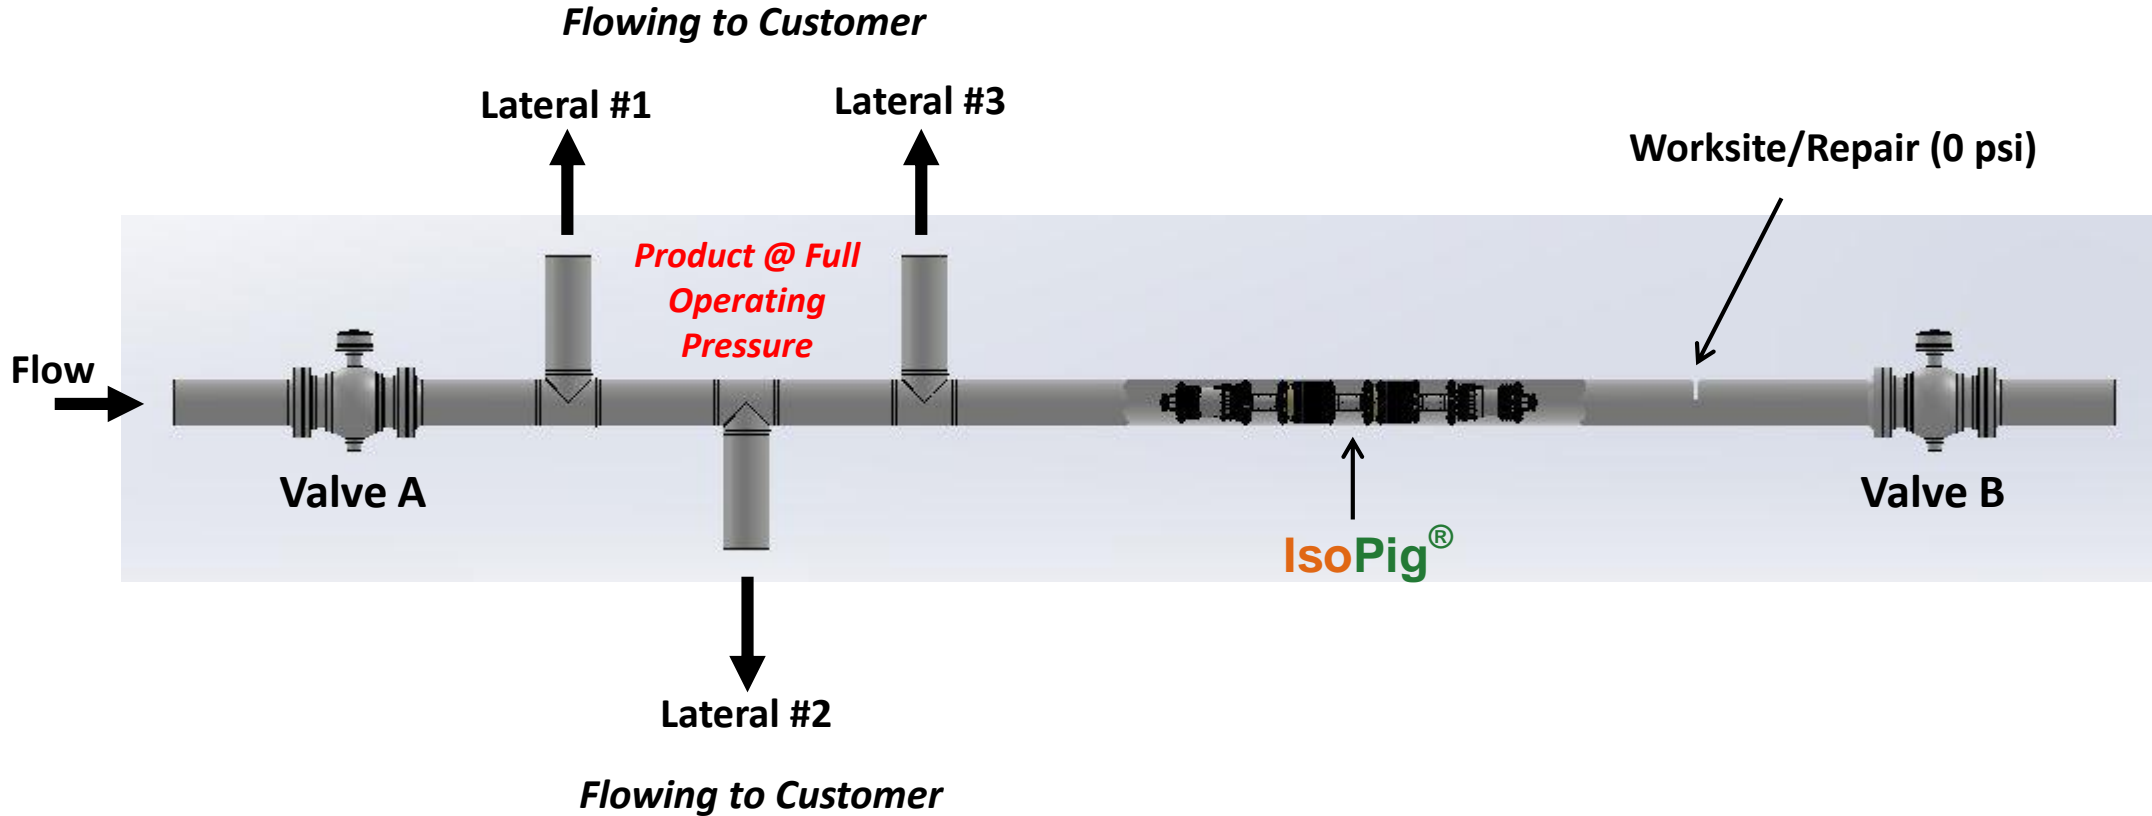 Flowing to Customer
Lateral #1
Lateral #3
Worksite/Repair (0 psi)
Product @ Full
Operating
Pressure
Flow
Valve A
Valve B
IsoPig®
Lateral #2
Flowing to Customer